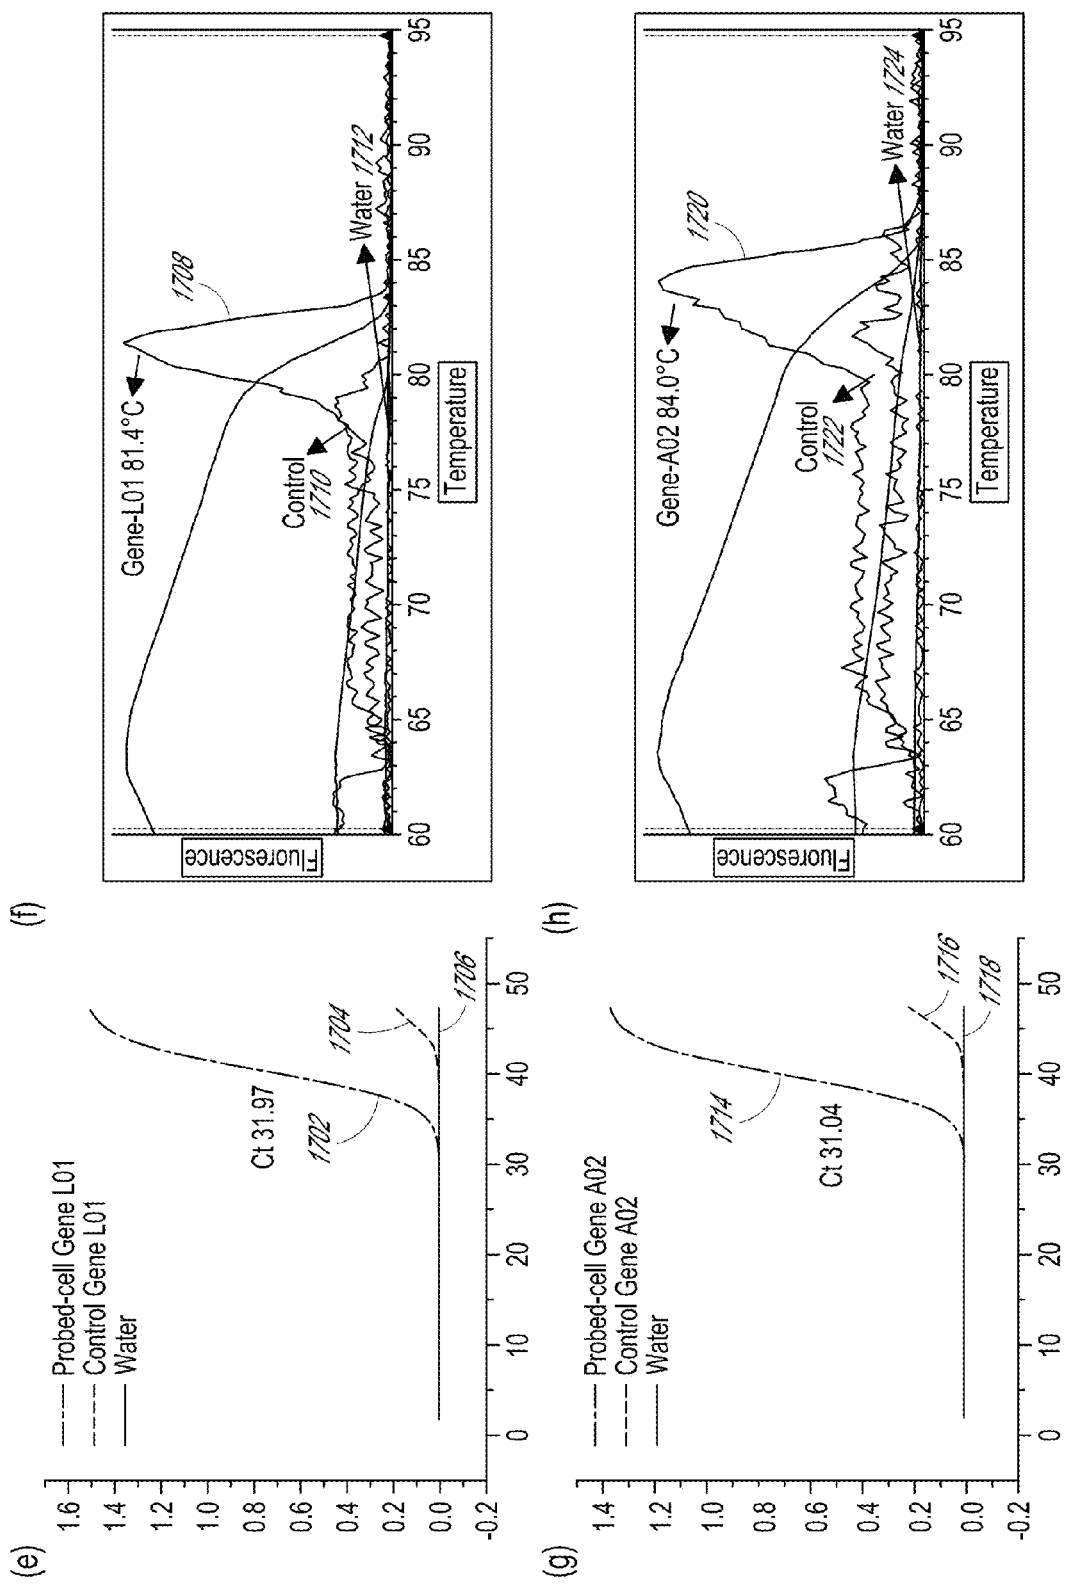 (e)
1.6
1.4
1.2
1.0
0.8
0.6
0.4
0.2
0.0
-0.2
0
10
20
30
40
50
Probed-cell Gene L01
Control Gene L01
Water
Ct 31.97
1702
1704
1706
(f)
Fluorescence
Gene-L01 81.4°C
1708
Control
1710
Water 1712
60
65
70
75
80
85
90
95
Temperature
(g)
1.4
1.2
1.0
0.8
0.6
0.4
0.2
0.0
-0.2
0
10
20
30
40
50
Probed-cell Gene A02
Control Gene A02
Water
1714
Ct 31.04
1716
1718
(h)
Fluorescence
Gene-A02 84.0°C
1720
Control
1722
Water 1724
60
65
70
75
80
85
90
95
Temperature